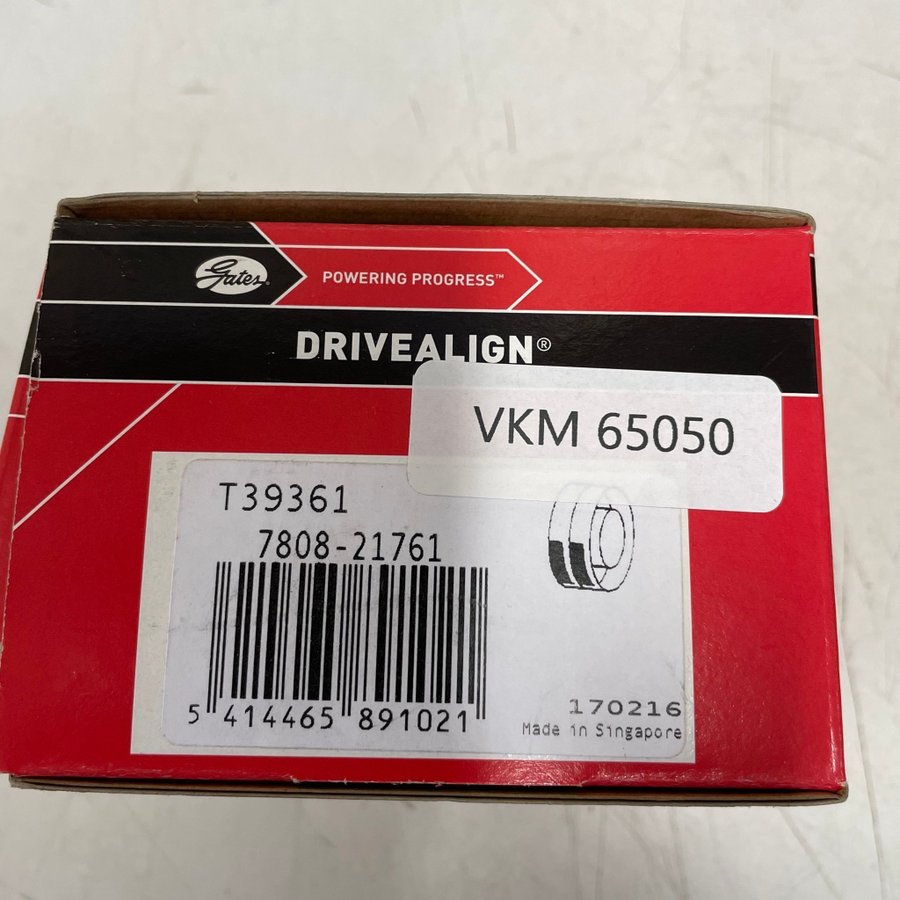 Gates®
POWERING PROGRESS™
DRIVEALIGN®
VKM 65050
T39361
7808-21761
5 414465 891021
170216
Made in Singapore